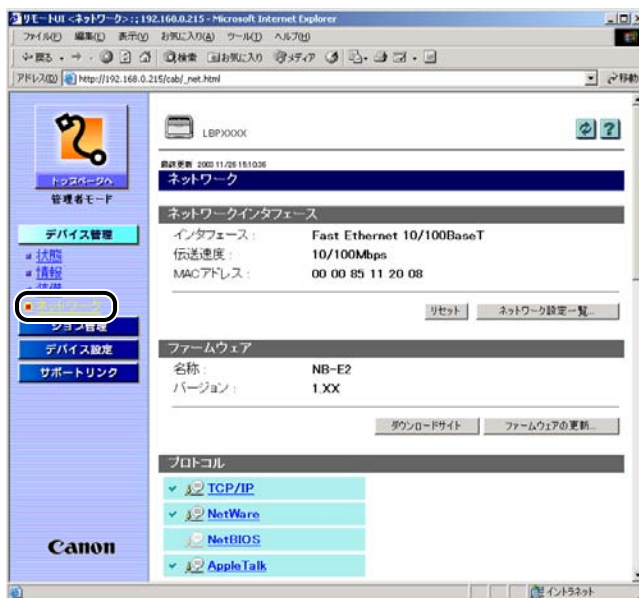 リモートUI <ネットワーク> : ; 192.168.0.215 - Microsoft Internet Explorer
ファイル(F) 編集(E) 表示(V) お気に入り(A) ツール(T) ヘルプ(H)
戻る 検索 お気に入り メディア
アドレス(D) http://192.168.0.215/cab/_net.html 移動
トップページへ
管理者モード
デバイス管理
状態
情報
装備
ネットワーク
ジョブ管理
デバイス設定
サポートリンク
Canon
LBPXXXX
最終更新 2003 11/26 15:10:36
ネットワーク
ネットワークインタフェース
インタフェース : Fast Ethernet 10/100BaseT
伝送速度 : 10/100Mbps
MACアドレス : 00 00 85 11 20 08
リセット ネットワーク設定一覧...
ファームウェア
名称 : NB-E2
バージョン : 1.XX
ダウンロードサイト ファームウェアの更新...
プロトコル
TCP/IP
NetWare
NetBIOS
AppleTalk
イントラネット